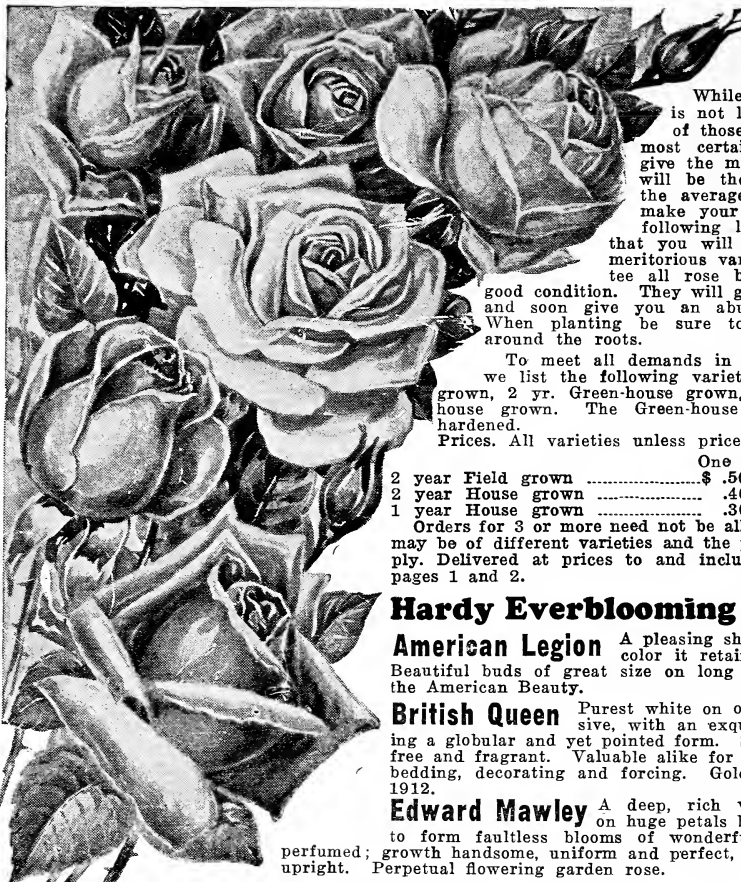 While
is not l
of those
most certai
give the m
will be the
the average
make your
following l
that you will
meritorious var
tee all rose b
good condition. They will g
and soon give you an abu
When planting be sure to
around the roots.
To meet all demands in
we list the following variet
grown, 2 yr. Green-house grown,
house grown. The Green-house
hardened.
Prices. All varieties unless price
One
2 year Field grown ........................$ .50
2 year House grown ..................... .40
1 year House grown ..................... .30
Orders for 3 or more need not be all
may be of different varieties and the
ply. Delivered at prices to and inclu
pages 1 and 2.
Hardy Everblooming
American Legion A pleasing sh
color it retai
Beautiful buds of great size on long
the American Beauty.
British Queen Purest white on o
sive, with an exqu
ing a globular and yet pointed form.
free and fragrant. Valuable alike for
bedding, decorating and forcing. Gol
1912.
Edward Mawley A deep, rich v
on huge petals
to form faultless blooms of wonderf
perfumed; growth handsome, uniform and perfect,
upright. Perpetual flowering garden rose.